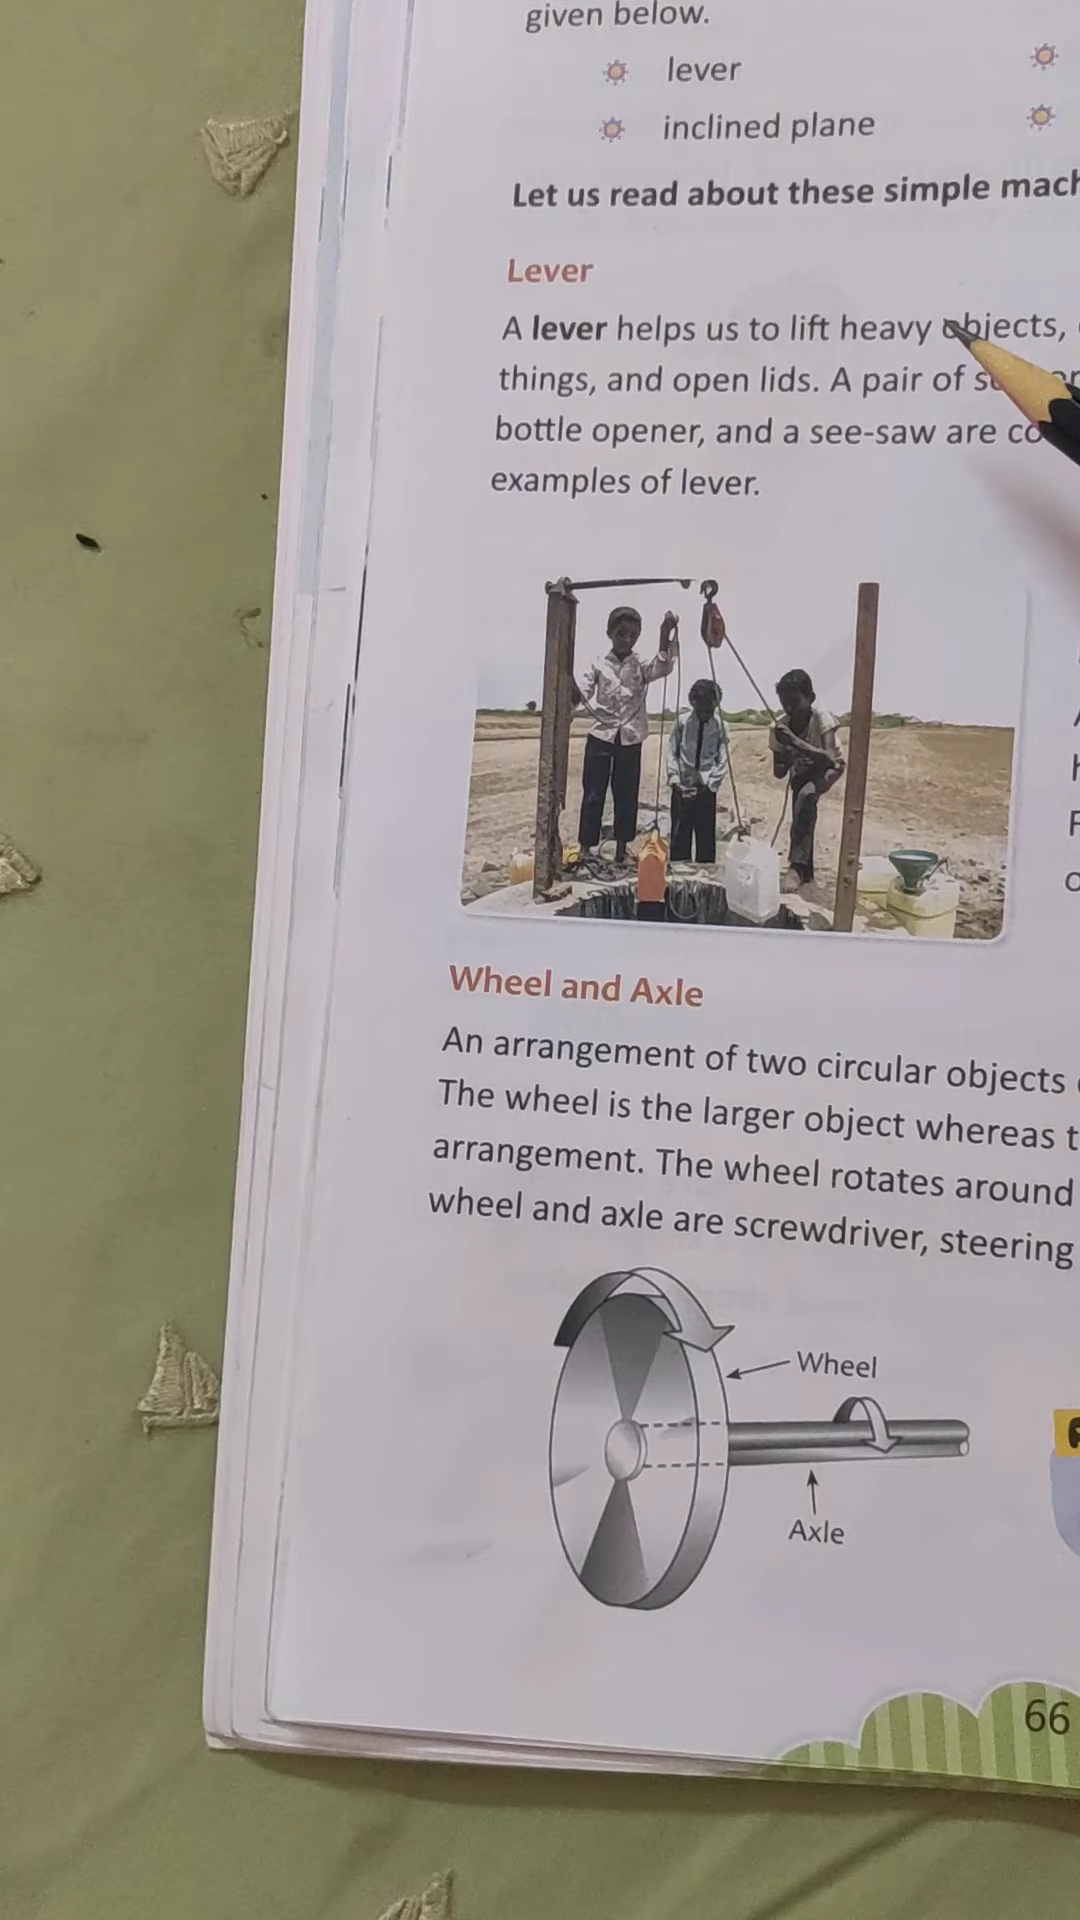 given below.
lever
inclined plane
Let us read about these simple
Lever
A lever helps us to lift heavy objects,
things, and open lids. A pair of
bottle opener, and a see-saw are
examples of lever.
Wheel and Axle
An arrangement of two circular objects
The wheel is the larger object whereas
arrangement. The wheel rotates around
wheel and axle are screwdriver, steering
Wheel
Axle
66